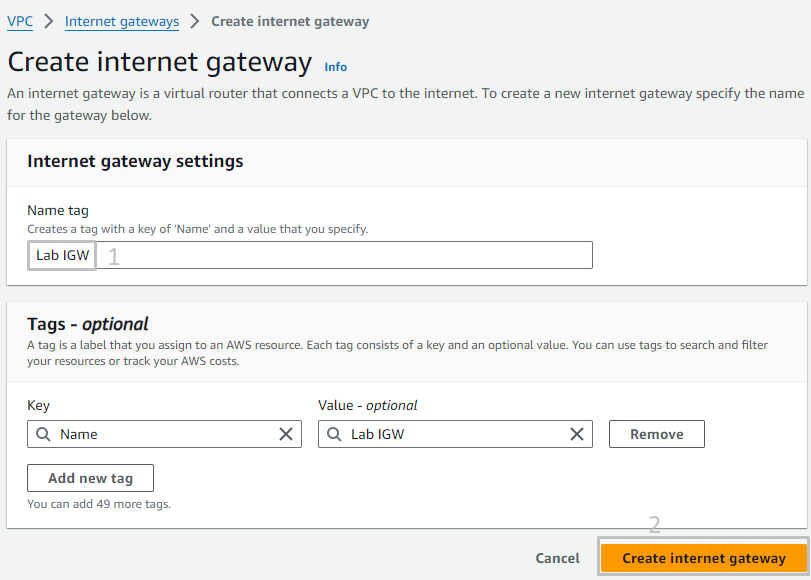 VPC > Internet gateways > Create internet gateway
Create internet gateway Info
An internet gateway is a virtual router that connects a VPC to the internet. To create a new internet gateway specify the name
for the gateway below.
Internet gateway settings
Name tag
Creates a tag with a key of 'Name' and a value that you specify.
Lab IGW 1
Tags - optional
A tag is a label that you assign to an AWS resource. Each tag consists of a key and an optional value. You can use tags to search and filter
your resources or track your AWS costs.
Key Value - optional
Name Lab IGW Remove
Add new tag
You can add 49 more tags.
2
Cancel Create internet gateway